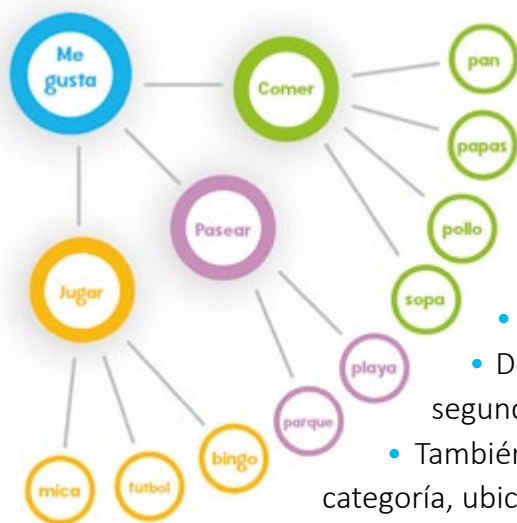 Me
gusta
Comer
pan
papas
pollo
sopa
Pasear
playa
parque
Jugar
mica
futbol
bingo
•
•
segund
• También
categoría, ubic